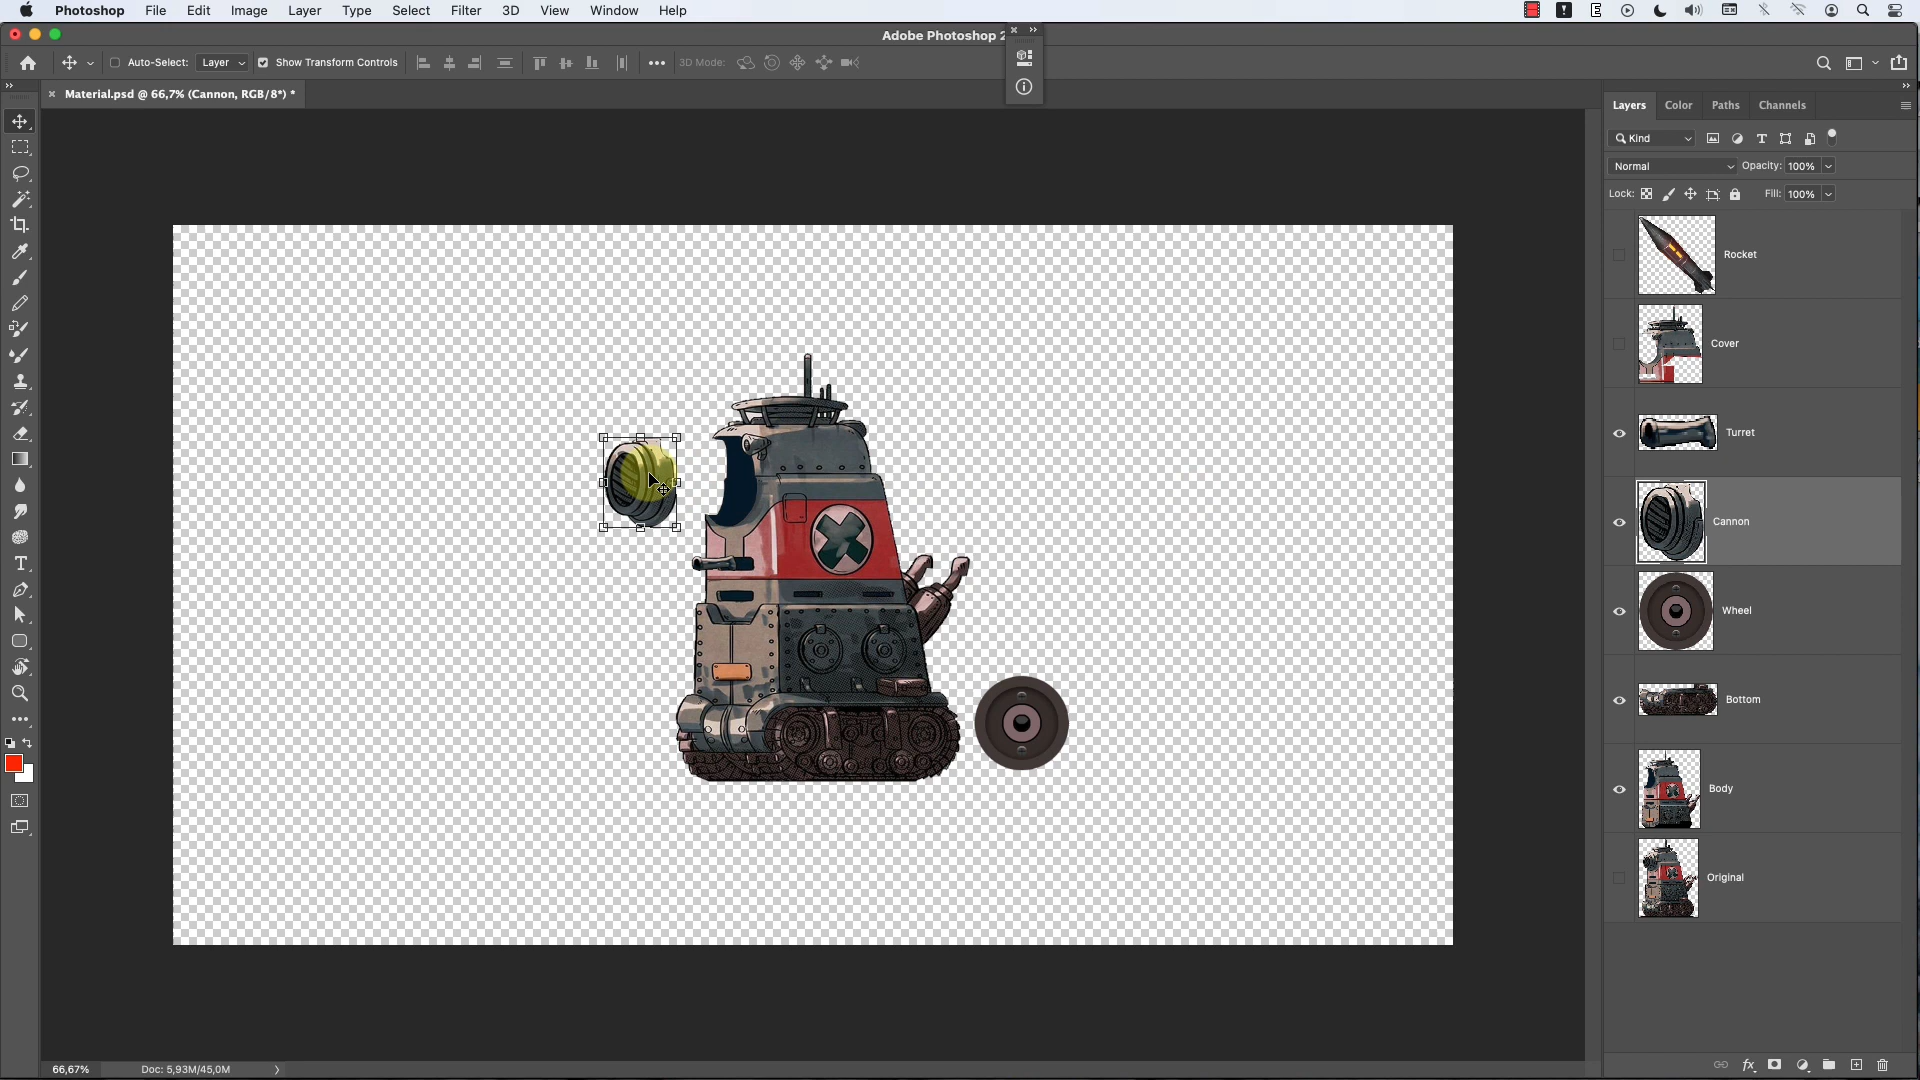 Photoshop File Edit Image Layer Type Select Filter 3D View Window Help
Adobe Photoshop 2
Auto-Select: Layer Show Transform Controls 3D Mode:
Material.psd @ 66,7% (Cannon, RGB/8*) *
Layers Color Paths Channels
Kind
Normal Opacity: 100%
Lock: Fill: 100%
Rocket
Cover
Turret
Cannon
Wheel
Bottom
Body
Original
66,67% Doc: 5,93M/45,0M